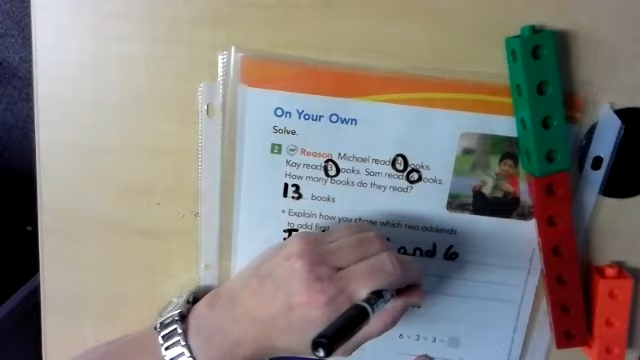 On Your Own
Solve.
2 Reason Michael read books.
Kay read 3 books. Sam read books.
How many books do they read?
13 books
• Explain how you chose which two addends
to add first.
I and 6
6 + 3 + 3 =